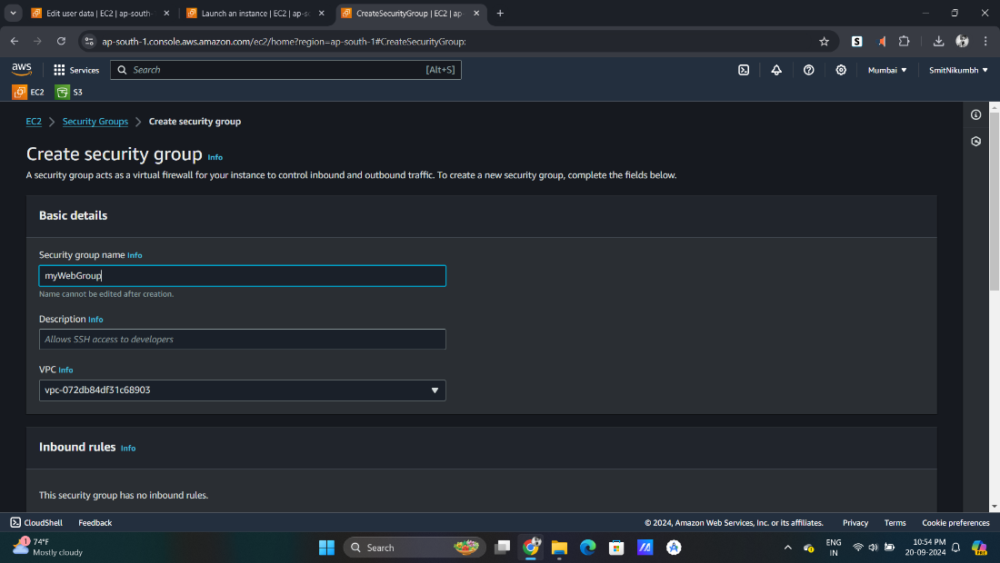 Edit user data | EC2 | ap-south-
Launch an instance | EC2 | ap-so
CreateSecurityGroup | EC2 | ap-
ap-south-1.console.aws.amazon.com/ec2/home?region=ap-south-1#CreateSecurityGroup:
aws Services Search [Alt+S] Mumbai SmitNikumbh
EC2 S3
EC2 Security Groups Create security group
Create security group Info
A security group acts as a virtual firewall for your instance to control inbound and outbound traffic. To create a new security group, complete the fields below.
Basic details
Security group name Info
myWebGroup
Name cannot be edited after creation.
Description Info
Allows SSH access to developers
VPC Info
vpc-072db84df31c68903
Inbound rules Info
This security group has no inbound rules.
CloudShell Feedback © 2024, Amazon Web Services, Inc. or its affiliates. Privacy Terms Cookie preferences
74°F
Mostly cloudy
Search
ENG
IN
10:54 PM
20-09-2024